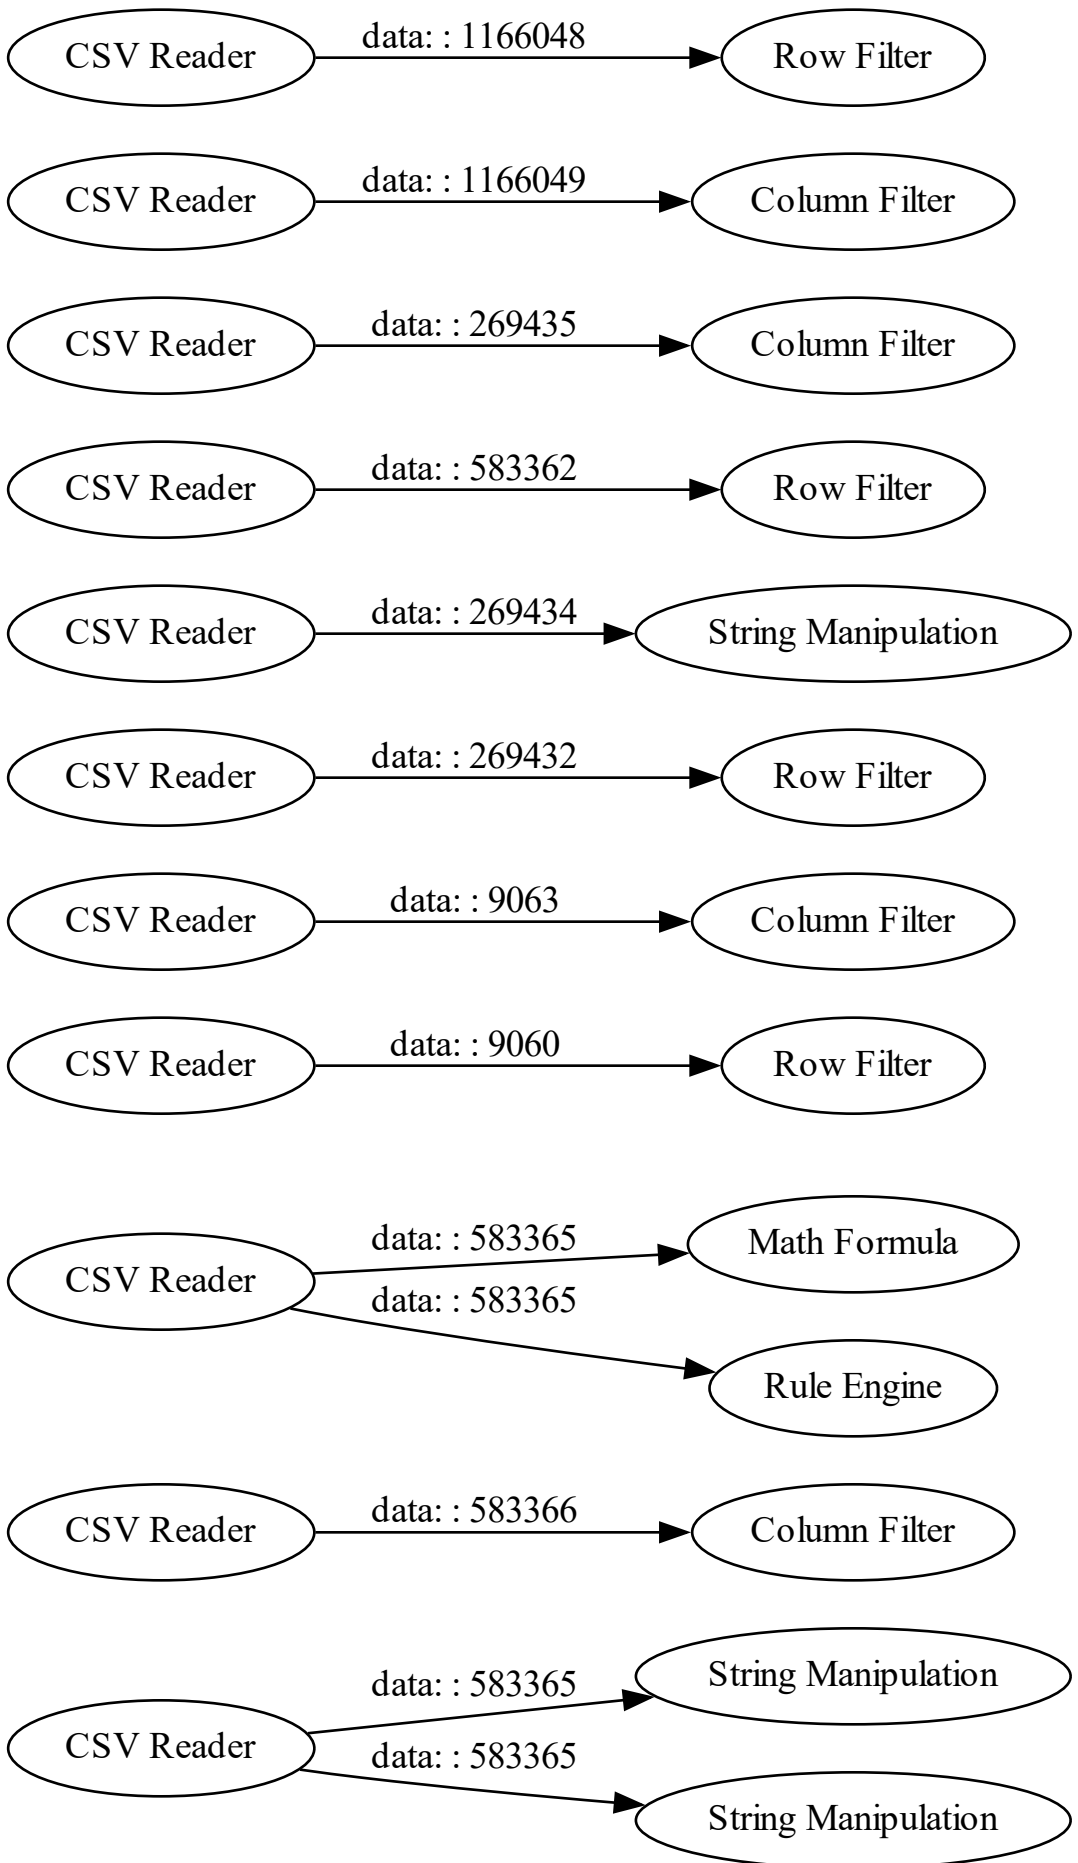 CSV Reader data: : 1166048 Row Filter
CSV Reader data: : 1166049 Column Filter
CSV Reader data: : 269435 Column Filter
CSV Reader data: : 583362 Row Filter
CSV Reader data: : 269434 String Manipulation
CSV Reader data: : 269432 Row Filter
CSV Reader data: : 9063 Column Filter
CSV Reader data: : 9060 Row Filter
data: : 583365 Math Formula
CSV Reader
data: : 583365
Rule Engine
CSV Reader data: : 583366 Column Filter
data: : 583365 String Manipulation
CSV Reader
data: : 583365
String Manipulation